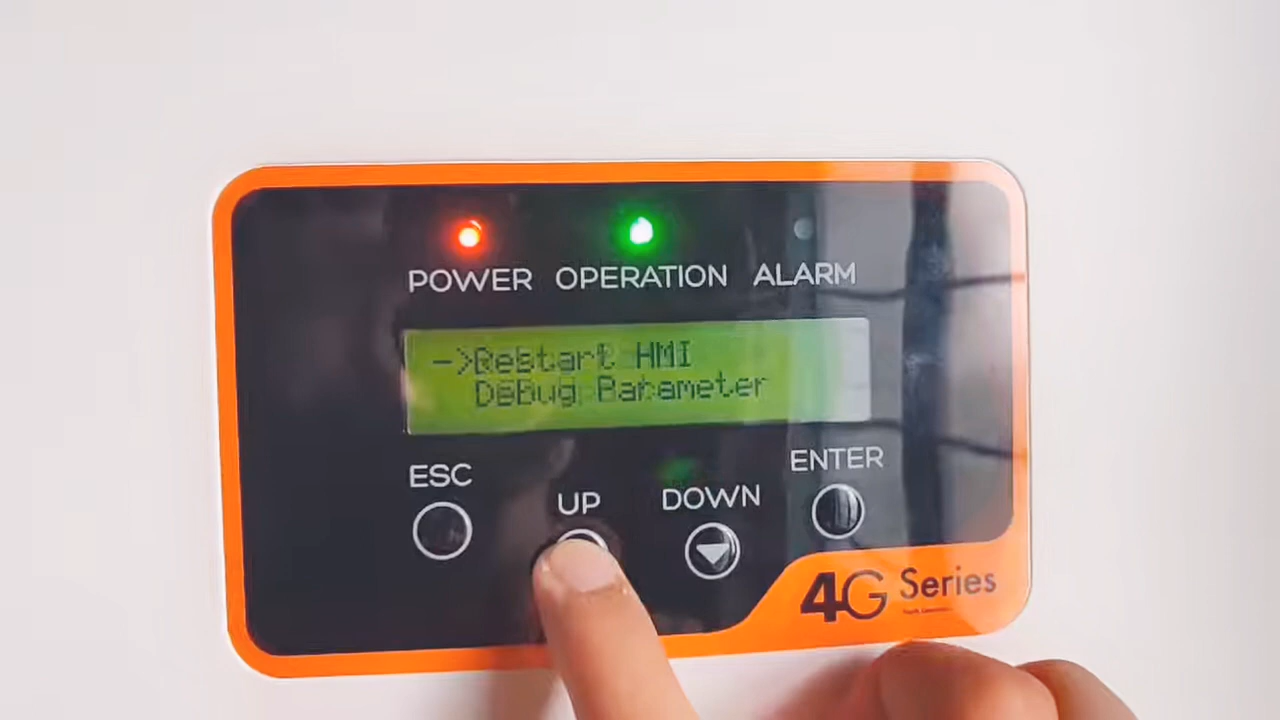 POWER OPERATION ALARM
->Restart HMI
Debug Parameter
ESC UP DOWN ENTER
4G Series